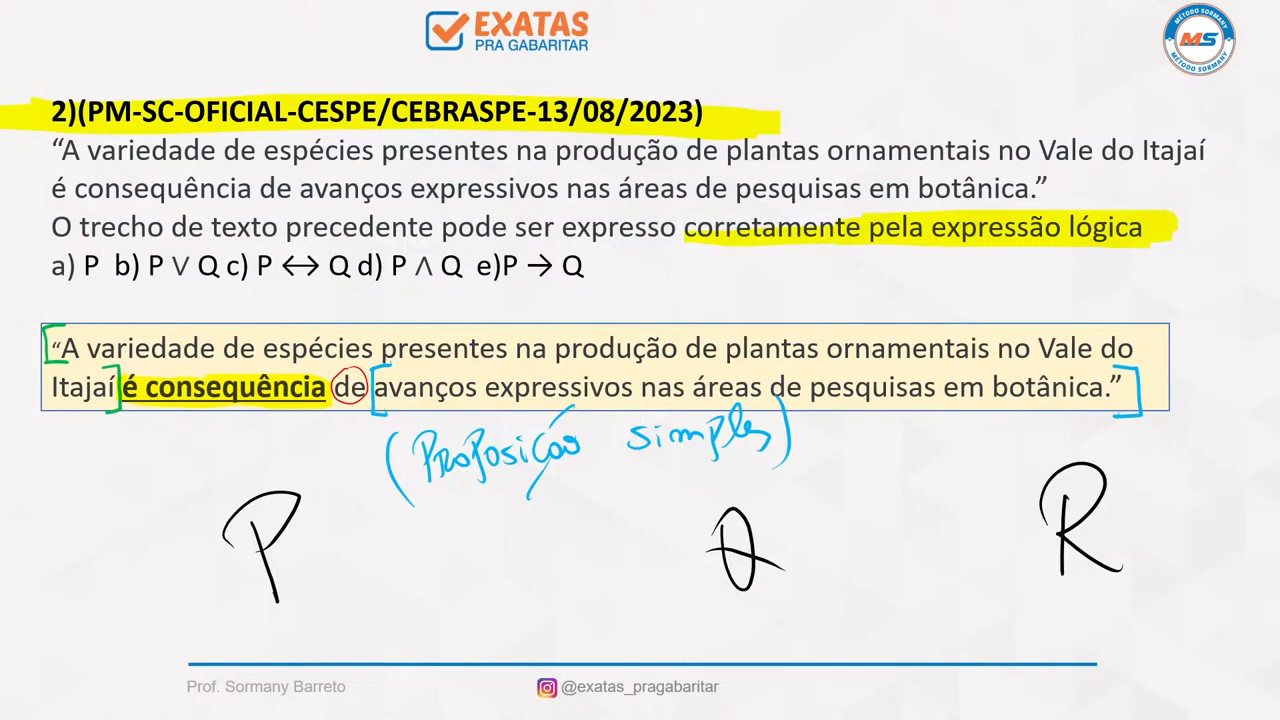 EXATAS
PRA GABARITAR
MÉTODO SORMANY
MS
MÉTODO SORMANY
2)(PM-SC-OFICIAL-CESPE/CEBRASPE-13/08/2023)
“A variedade de espécies presentes na produção de plantas ornamentais no Vale do Itajaí
é consequência de avanços expressivos nas áreas de pesquisas em botânica.”
O trecho de texto precedente pode ser expresso corretamente pela expressão lógica
a) P b) P ∨ Q c) P ↔ Q d) P ∧ Q e)P → Q
“A variedade de espécies presentes na produção de plantas ornamentais no Vale do
Itajaí é consequência de avanços expressivos nas áreas de pesquisas em botânica.”
(Proposição simples)
P Q R
Prof. Sormany Barreto @exatas_pragabaritar